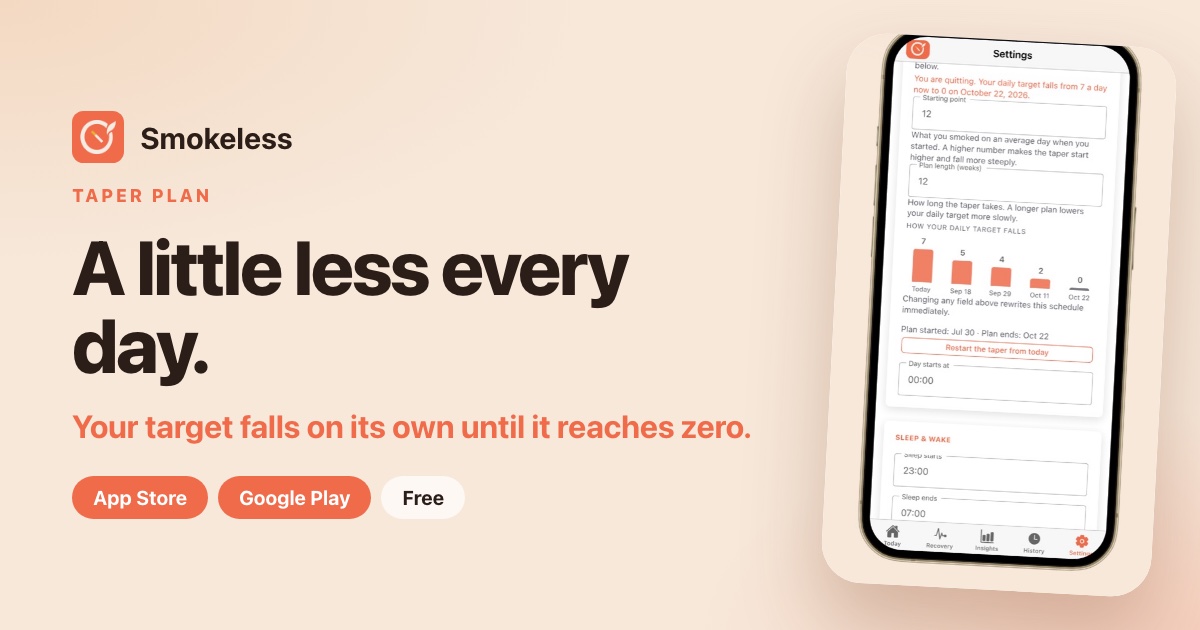 Smokeless
TAPER PLAN
A little less every
day.
Your target falls on its own until it reaches zero.
App Store
Google Play
Free
Settings
below.
You are quitting. Your daily target falls from 7 a day
now to 0 on October 22, 2026.
Starting point
12
What you smoked on an average day when you
started. A higher number makes the taper start
higher and fall more steeply.
Plan length (weeks)
12
How long the taper takes. A longer plan lowers
your daily target more slowly.
HOW YOUR DAILY TARGET FALLS
7 5 4 2 0
Today Sep 18 Sep 29 Oct 11 Oct 22
Changing any field above rewrites this schedule
immediately.
Plan started: Jul 30 · Plan ends: Oct 22
Restart the taper from today
Day starts at
00:00
SLEEP & WAKE
Sleep starts
23:00
Sleep ends
07:00
Today Recovery Insights History Settings